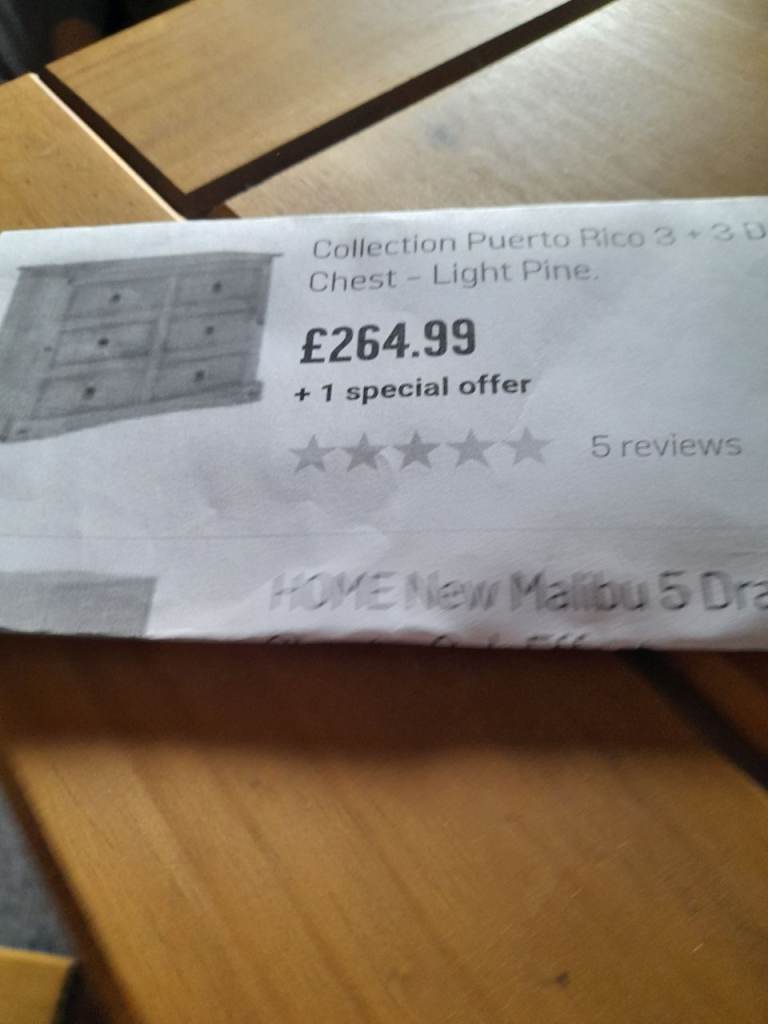 Collection Puerto Rico 3 + 3 D
Chest - Light Pine.
£264.99
+ 1 special offer
5 reviews
HOME New Malibu 5 Dra